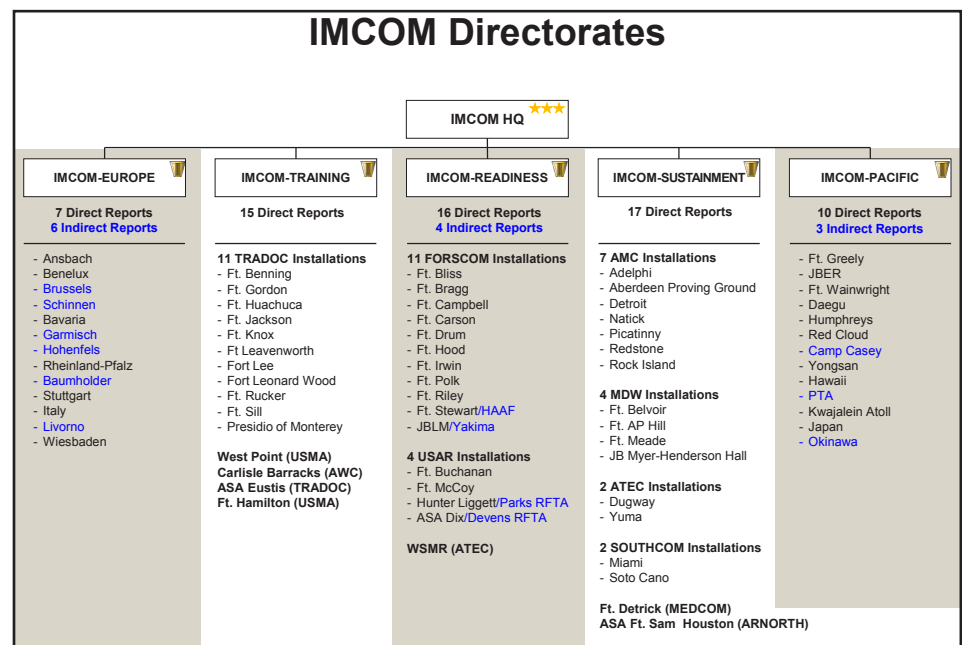 IMCOM Directorates
IMCOM HQ
IMCOM-EUROPE
7 Direct Reports
6 Indirect Reports
- Ansbach
- Benelux
- Brussels
- Schinnen
- Bavaria
- Garmisch
- Hohenfels
- Rheinland-Pfalz
- Baumholder
- Stuttgart
- Italy
- Livorno
- Wiesbaden
IMCOM-TRAINING
15 Direct Reports
11 TRADOC Installations
- Ft. Benning
- Ft. Gordon
- Ft. Huachuca
- Ft. Jackson
- Ft. Knox
- Ft Leavenworth
- Fort Lee
- Fort Leonard Wood
- Ft. Rucker
- Ft. Sill
- Presidio of Monterey
West Point (USMA)
Carlisle Barracks (AWC)
ASA Eustis (TRADOC)
Ft. Hamilton (USMA)
IMCOM-READINESS
16 Direct Reports
4 Indirect Reports
11 FORSCOM Installations
- Ft. Bliss
- Ft. Bragg
- Ft. Campbell
- Ft. Carson
- Ft. Drum
- Ft. Hood
- Ft. Irwin
- Ft. Polk
- Ft. Riley
- Ft. Stewart/HAAF
- JBLM/Yakima
4 USAR Installations
- Ft. Buchanan
- Ft. McCoy
- Hunter Liggett/Parks RFTA
- ASA Dix/Devens RFTA
WSMR (ATEC)
IMCOM-SUSTAINMENT
17 Direct Reports
7 AMC Installations
- Adelphi
- Aberdeen Proving Ground
- Detroit
- Natick
- Picatinny
- Redstone
- Rock Island
4 MDW Installations
- Ft. Belvoir
- Ft. AP Hill
- Ft. Meade
- JB Myer-Henderson Hall
2 ATEC Installations
- Dugway
- Yuma
2 SOUTHCOM Installations
- Miami
- Soto Cano
Ft. Detrick (MEDCOM)
ASA Ft. Sam Houston (ARNORTH)
IMCOM-PACIFIC
10 Direct Reports
3 Indirect Reports
- Ft. Greely
- JBER
- Ft. Wainwright
- Daegu
- Humphreys
- Red Cloud
- Camp Casey
- Yongsan
- Hawaii
- PTA
- Kwajalein Atoll
- Japan
- Okinawa